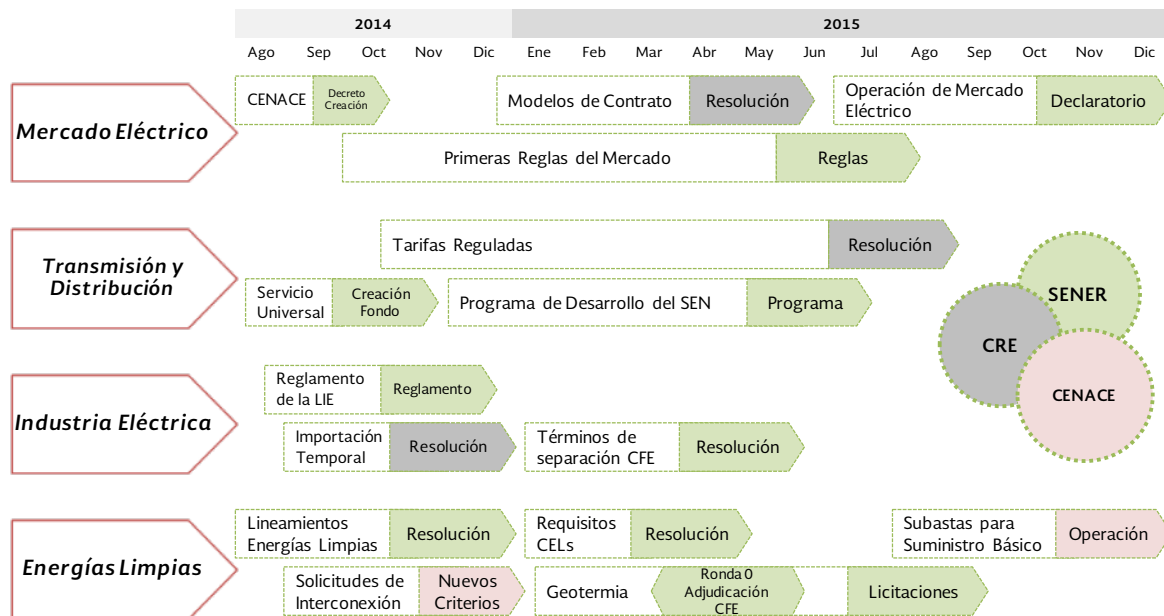 2014
2015
Ago Sep Oct Nov Dic Ene Feb Mar Abr May Jun Jul Ago Sep Oct Nov Dic
Mercado Eléctrico
CENACE
Decreto
Creación
Modelos de Contrato
Resolución
Operación de Mercado
Eléctrico
Declaratorio
Primeras Reglas del Mercado
Reglas
Transmisión y
Distribución
Tarifas Reguladas
Resolución
Servicio
Universal
Creación
Fondo
Programa de Desarrollo del SEN
Programa
SENER
CRE
CENACE
Industria Eléctrica
Reglamento
de la LIE
Reglamento
Importación
Temporal
Resolución
Términos de
separación CFE
Resolución
Energías Limpias
Lineamientos
Energías Limpias
Resolución
Requisitos
CELs
Resolución
Subastas para
Suministro Básico
Operación
Solicitudes de
Interconexión
Nuevos
Criterios
Geotermia
Ronda 0
Adjudicación
CFE
Licitaciones